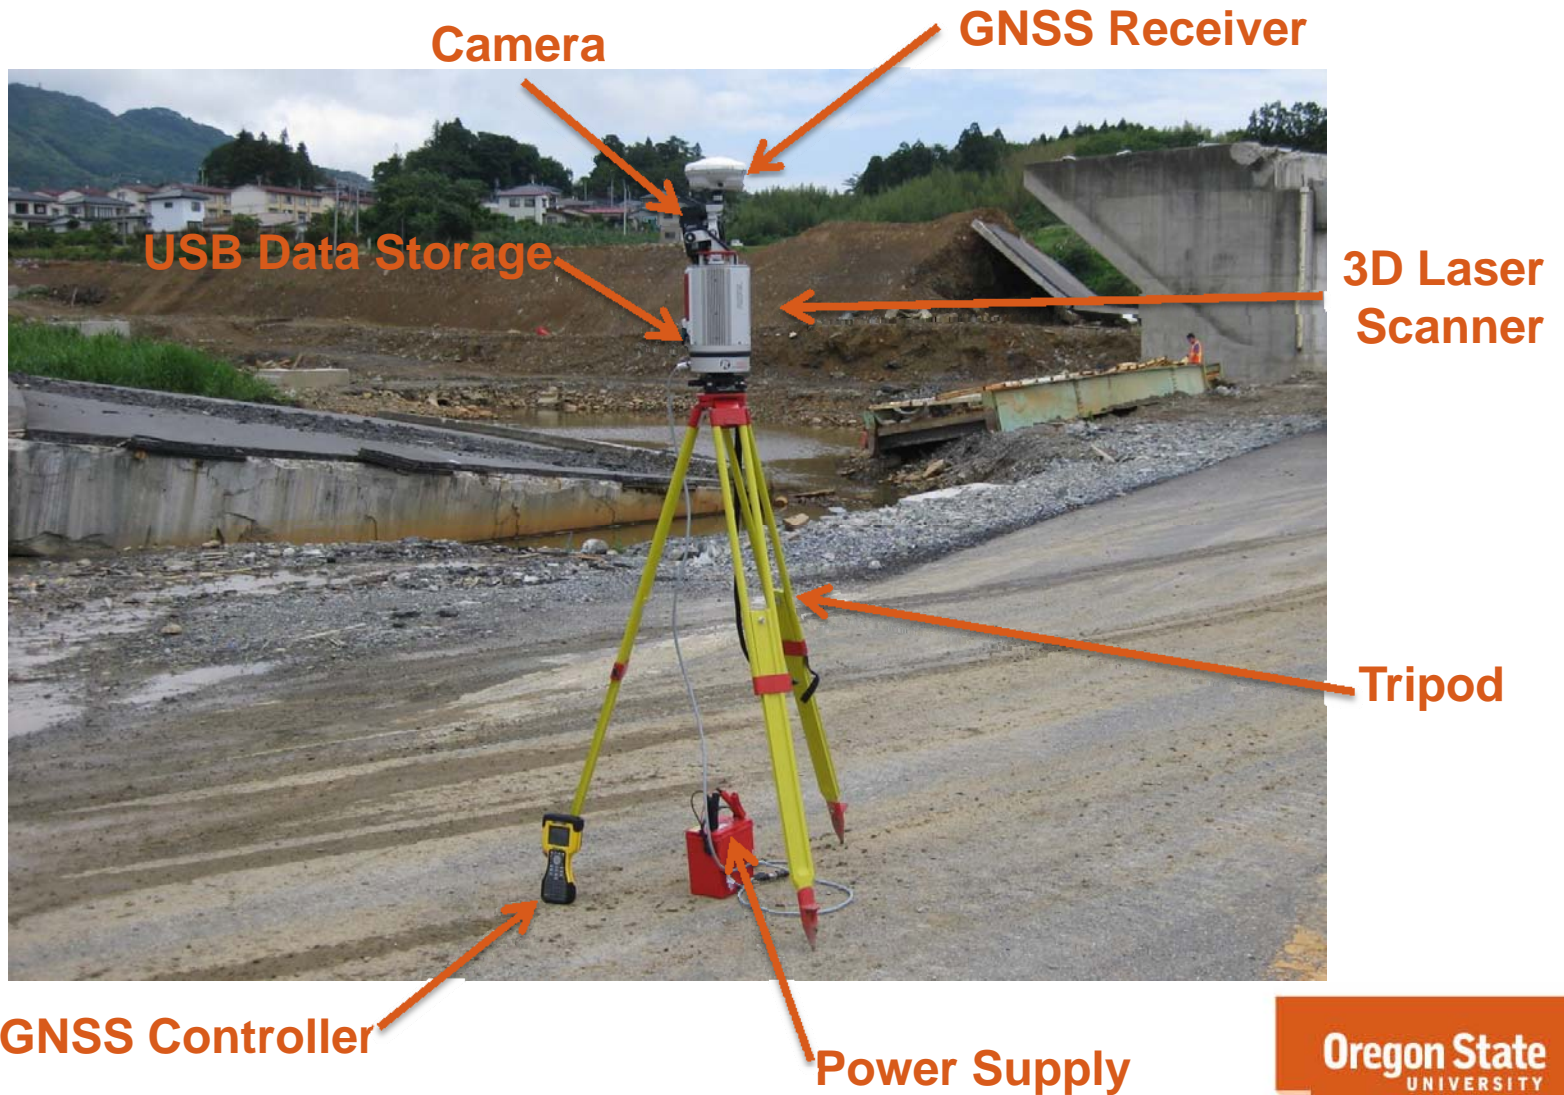 Camera
GNSS Receiver
USB Data Storage
3D Laser
Scanner
Tripod
GNSS Controller
Power Supply
Oregon State
UNIVERSITY